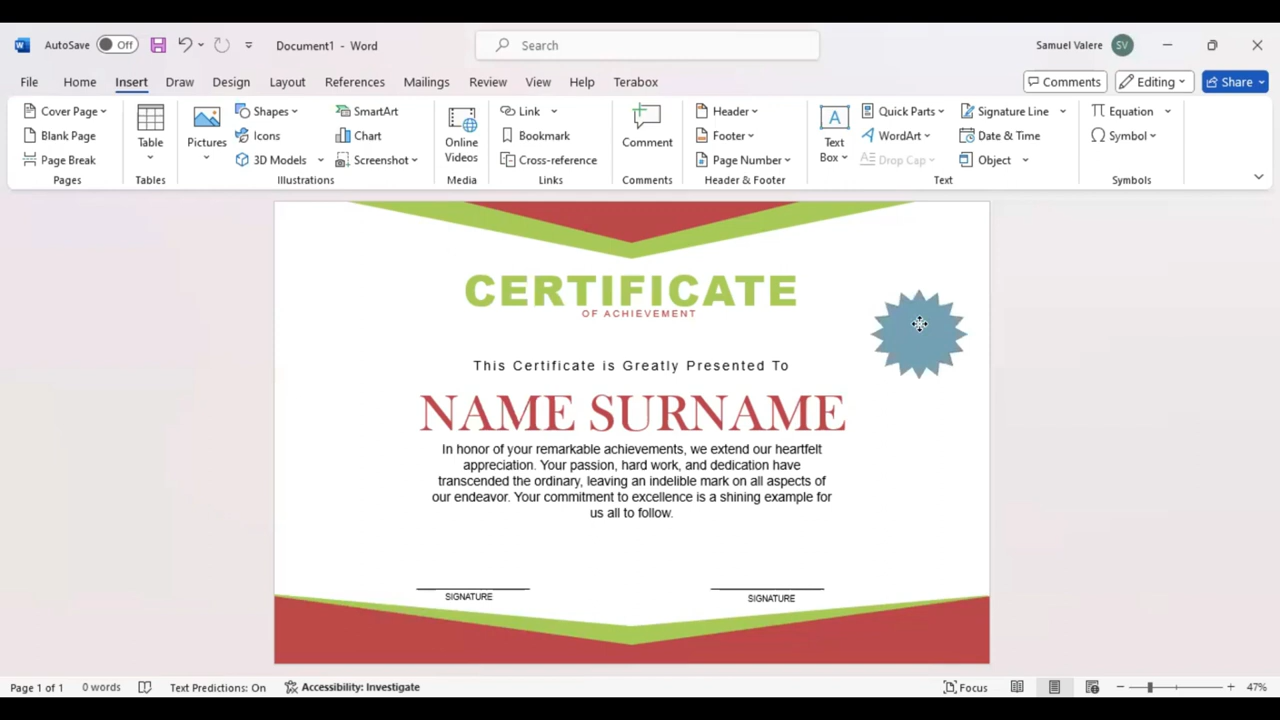 AutoSave Off Document1 - Word Search Samuel Valere SV
File Home Insert Draw Design Layout References Mailings Review View Help Terabox Comments Editing Share
Cover Page
Blank Page
Page Break
Pages
Table
Tables
Pictures
Shapes
Icons
3D Models
SmartArt
Chart
Screenshot
Illustrations
Online
Videos
Media
Link
Bookmark
Cross-reference
Links
Comment
Comments
Header
Footer
Page Number
Header & Footer
Text
Box
Quick Parts
WordArt
Drop Cap
Signature Line
Date & Time
Object
Text
Equation
Symbol
Symbols
CERTIFICATE
OF ACHIEVEMENT
This Certificate is Greatly Presented To
NAME SURNAME
In honor of your remarkable achievements, we extend our heartfelt
appreciation. Your passion, hard work, and dedication have
transcended the ordinary, leaving an indelible mark on all aspects of
our endeavor. Your commitment to excellence is a shining example for
us all to follow.
SIGNATURE SIGNATURE
Page 1 of 1 0 words Text Predictions: On Accessibility: Investigate Focus 47%